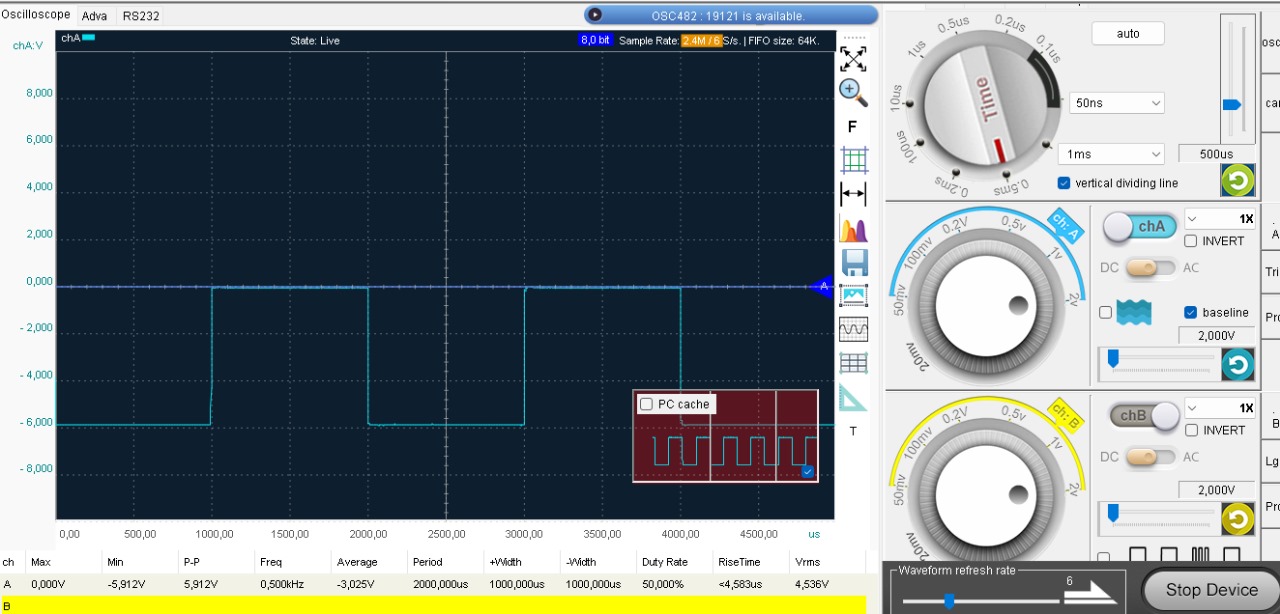 Oscilloscope Adva RS232
OSC482 : 19121 is available.
chA:V
chA
State: Live
8,0 bit Sample Rate: 2.4M / 6 S/s. | FIFO size: 64K.
8,000
6,000
4,000
2,000
0,000
- 2,000
- 4,000
- 6,000
- 8,000
A
F
T
PC cache
0,00 500,00 1000,00 1500,00 2000,00 2500,00 3000,00 3500,00 4000,00 4500,00 us
ch Max Min P-P Freq Average Period +Width -Width Duty Rate RiseTime Vrms
A 0,000V -5,912V 5,912V 0,500Hz -3,025V 2000,000us 1000,000us 1000,000us 50,000% <4,583us 4,536V
B
0.5us 0.2us 0.1us
1us
10us
100us
0.2ms 0.5ms
Time
auto
50ns
1ms
500us
vertical dividing line
ch: A
20mv 50mv 100mv 0.2V 0.5v 1v 2v
chA
1X
INVERT
DC AC
baseline
2,000V
ch: B
20mv 50mv 100mv 0.2V 0.5v 1v 2v
chB
1X
INVERT
DC AC
2,000V
osc
car
A
Tri
Pro
B
Lg
Pro
Waveform refresh rate
6
Stop Device